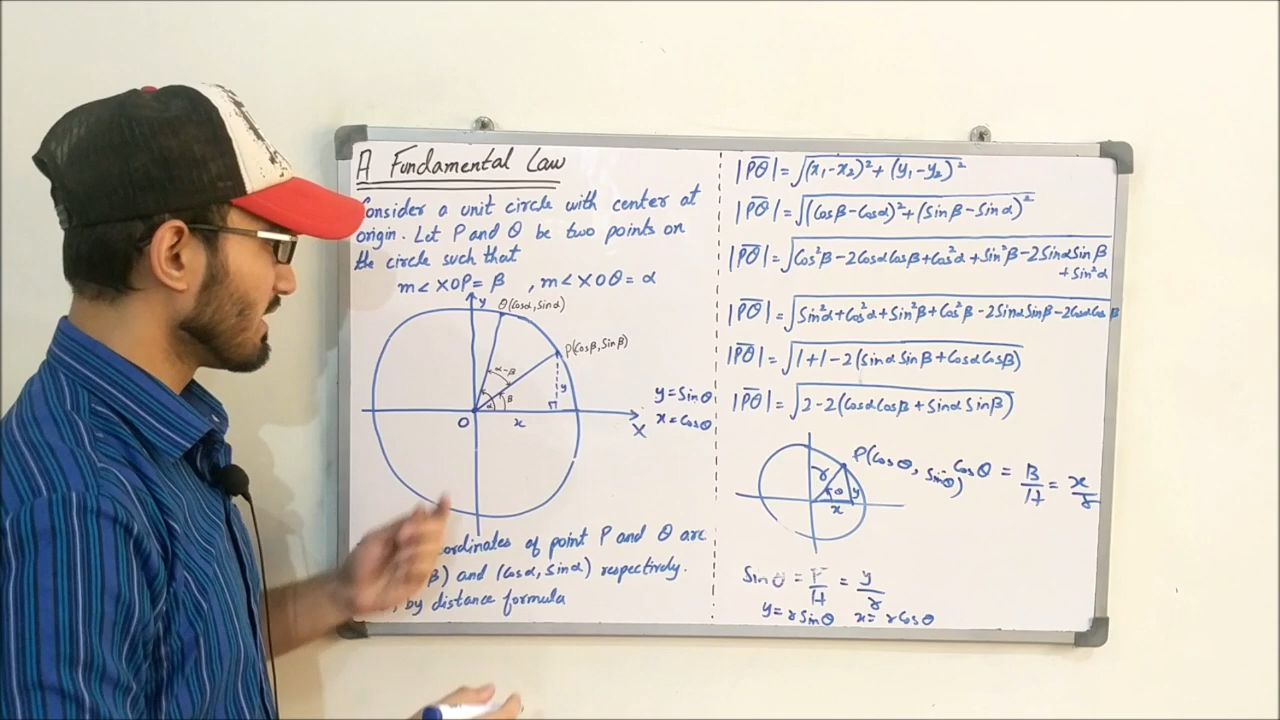 A Fundamental Law
Consider a unit circle with center at
origin. Let P and Q be two points on
the circle such that
m∠XOP = β , m∠XOQ = α
y
Q(Cosα, Sinα)
P(Cosβ, Sinβ)
α-β
α
β
y
O
x
X
y = Sinθ
x = Cosθ
ordinates of point P and Q are
β) and (Cosα, Sinα) respectively.
, by distance formula
|PQ| = √(x₁-x₂)² + (y₁-y₂)²
|PQ| = √(Cosβ-Cosα)² + (Sinβ-Sinα)²
|PQ| = √Cos²β - 2CosαCosβ + Cos²α + Sin²β - 2SinαSinβ
+ Sin²α
|PQ| = √Sin²α + Cos²α + Sin²β + Cos²β - 2SinαSinβ - 2CosαCosβ
|PQ| = √1+1-2(SinαSinβ + CosαCosβ)
|PQ| = √2-2(CosαCosβ + SinαSinβ)
P(Cosθ, Sinθ)
r
θ
y
x
Cosθ = B/H = x/r
Sinθ = P/H = y/r
y = rSinθ x = rCosθ